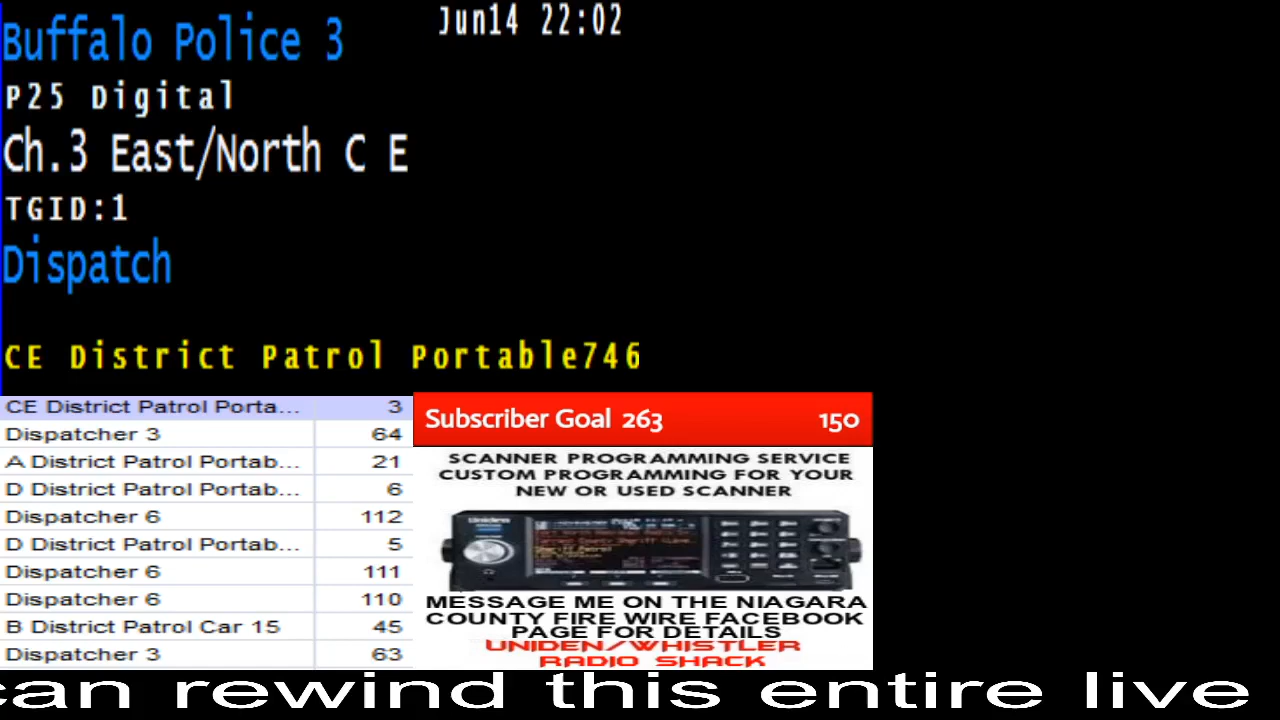 Buffalo Police 3
Jun14 22:02
P25 Digital
Ch.3 East/North C E
TGID:1
Dispatch
CE District Patrol Portable746
CE District Patrol Porta... 3
Dispatcher 3 64
A District Patrol Portab... 21
D District Patrol Portab... 6
Dispatcher 6 112
D District Patrol Portab... 5
Dispatcher 6 111
Dispatcher 6 110
B District Patrol Car 15 45
Dispatcher 3 63
Subscriber Goal 263 150
SCANNER PROGRAMMING SERVICE
CUSTOM PROGRAMMING FOR YOUR
NEW OR USED SCANNER
Uniden
MESSAGE ME ON THE NIAGARA
COUNTY FIRE WIRE FACEBOOK
PAGE FOR DETAILS
UNIDEN/WHISTLER
RADIO SHACK
can rewind this entire live